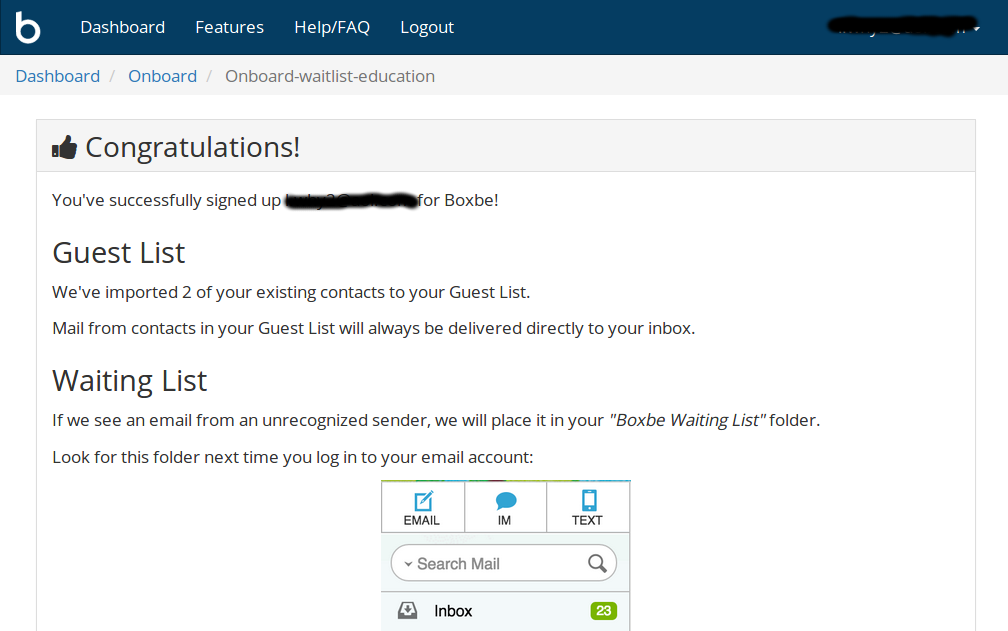 b Dashboard Features Help/FAQ Logout
Dashboard / Onboard / Onboard-waitlist-education
Congratulations!
You've successfully signed up for Boxbe!
Guest List
We've imported 2 of your existing contacts to your Guest List.
Mail from contacts in your Guest List will always be delivered directly to your inbox.
Waiting List
If we see an email from an unrecognized sender, we will place it in your "Boxbe Waiting List" folder.
Look for this folder next time you log in to your email account:
EMAIL IM TEXT
Search Mail
Inbox 23